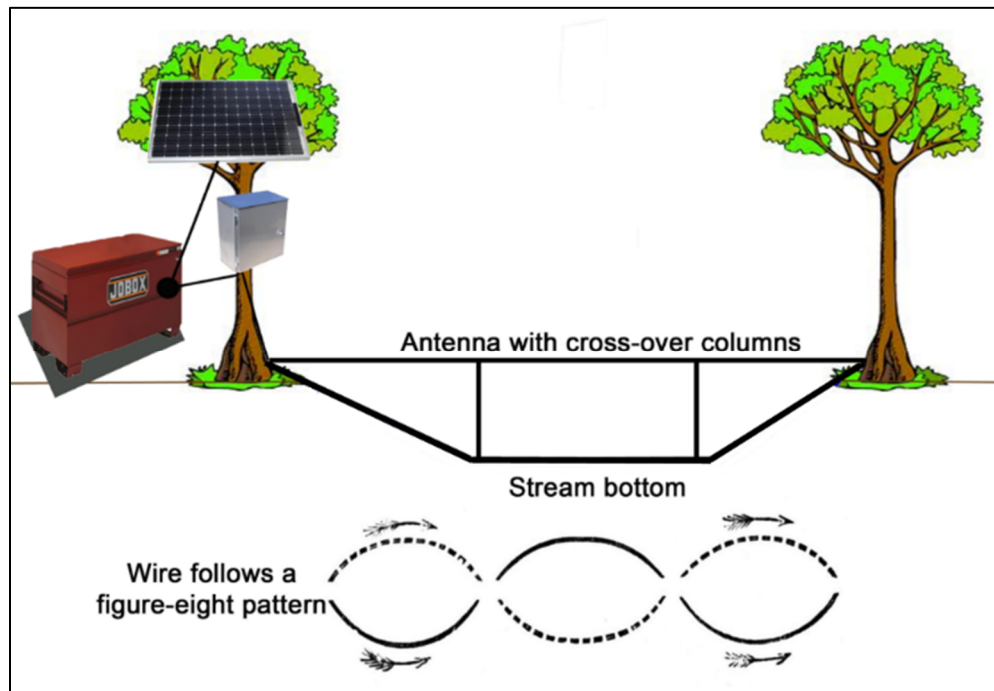 JOBOX
Antenna with cross-over columns
Stream bottom
Wire follows a
figure-eight pattern